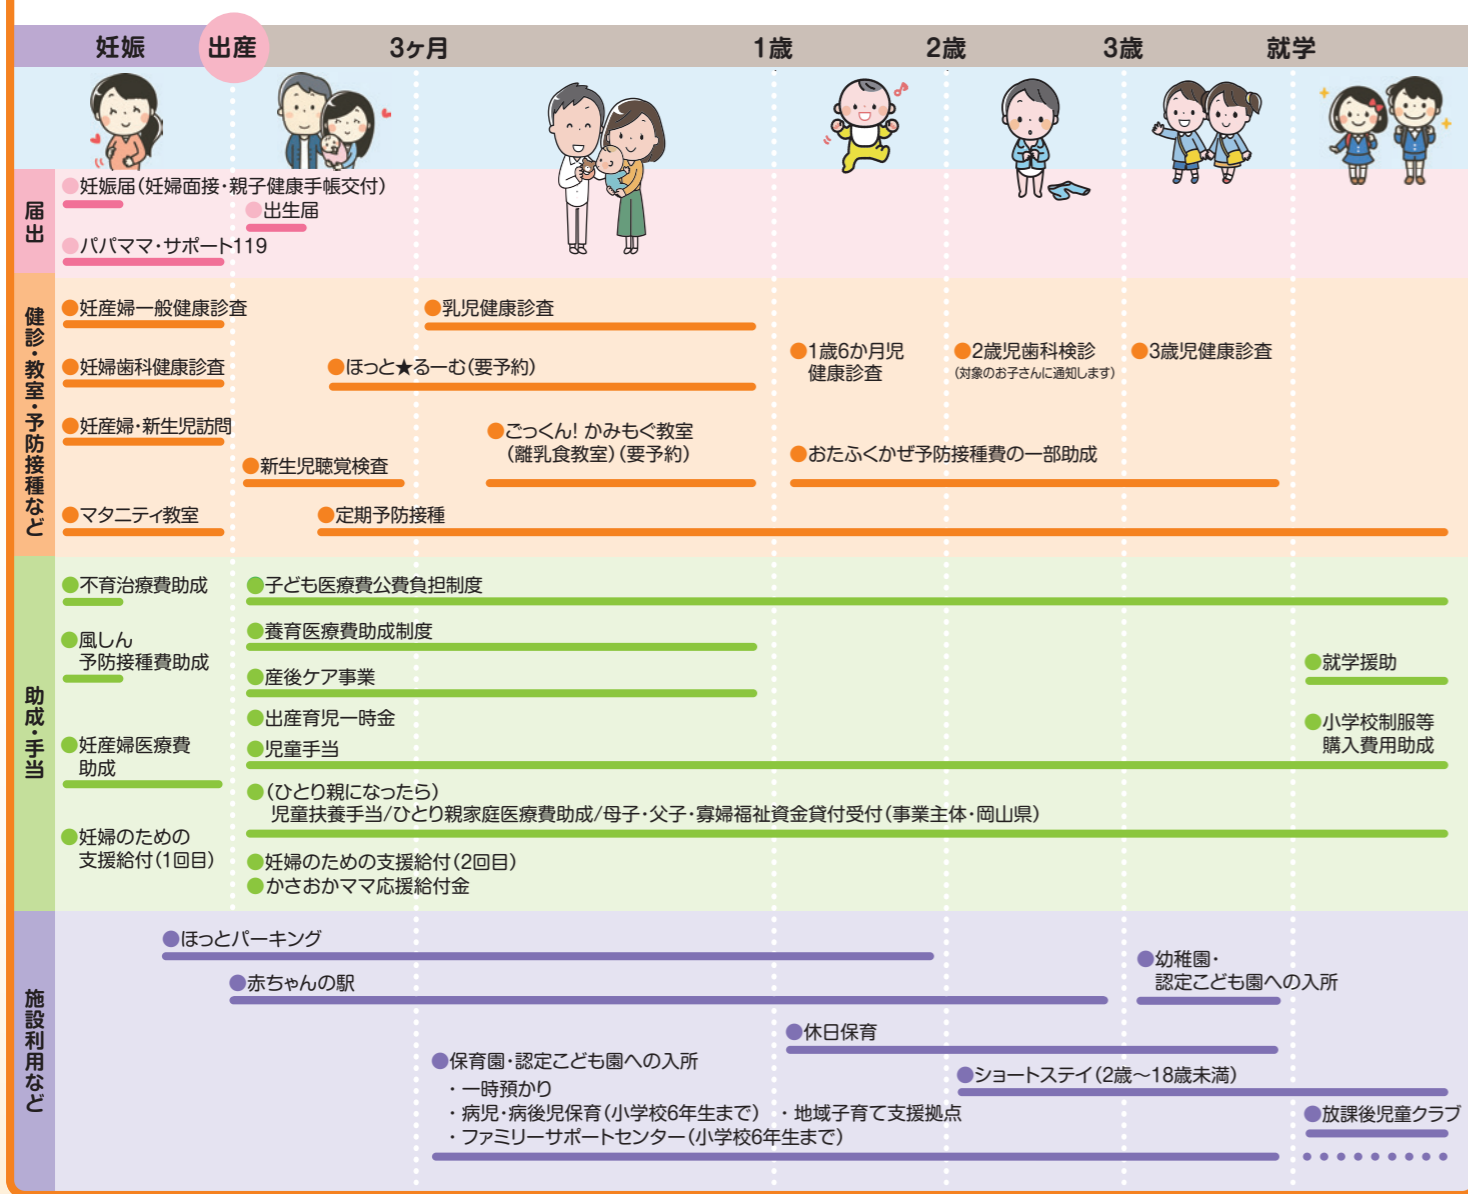 妊娠
出産
3ヶ月
1歳
2歳
3歳
就学
届出
●妊娠届(妊婦面接・親子健康手帳交付)
●出生届
●パパママ・サポート119
健診・教室・予防接種など
●妊産婦一般健康診査
●乳児健康診査
●妊婦歯科健康診査
●ほっと★るーむ(要予約)
●1歳6か月児
健康診査
●2歳児歯科検診
(対象のお子さんに通知します)
●3歳児健康診査
●妊産婦・新生児訪問
●新生児聴覚検査
●ごっくん! かみもぐ教室
(離乳食教室)(要予約)
●おたふくかぜ予防接種費の一部助成
●マタニティ教室
●定期予防接種
助成・手当
●不育治療費助成
●子ども医療費公費負担制度
●風しん
予防接種費助成
●養育医療費助成制度
●産後ケア事業
●就学援助
●出産育児一時金
●小学校制服等
購入費用助成
●妊産婦医療費
助成
●児童手当
●(ひとり親になったら)
児童扶養手当/ひとり親家庭医療費助成/母子・父子・寡婦福祉資金貸付受付(事業主体・岡山県)
●妊婦のための
支援給付(1回目)
●妊婦のための支援給付(2回目)
●かさおかママ応援給付金
施設利用など
●ほっとパーキング
●赤ちゃんの駅
●幼稚園・
認定こども園への入所
●休日保育
●保育園・認定こども園への入所
・一時預かり
・病児・病後児保育(小学校6年生まで) ・地域子育て支援拠点
・ファミリーサポートセンター(小学校6年生まで)
●ショートステイ(2歳～18歳未満)
●放課後児童クラブ